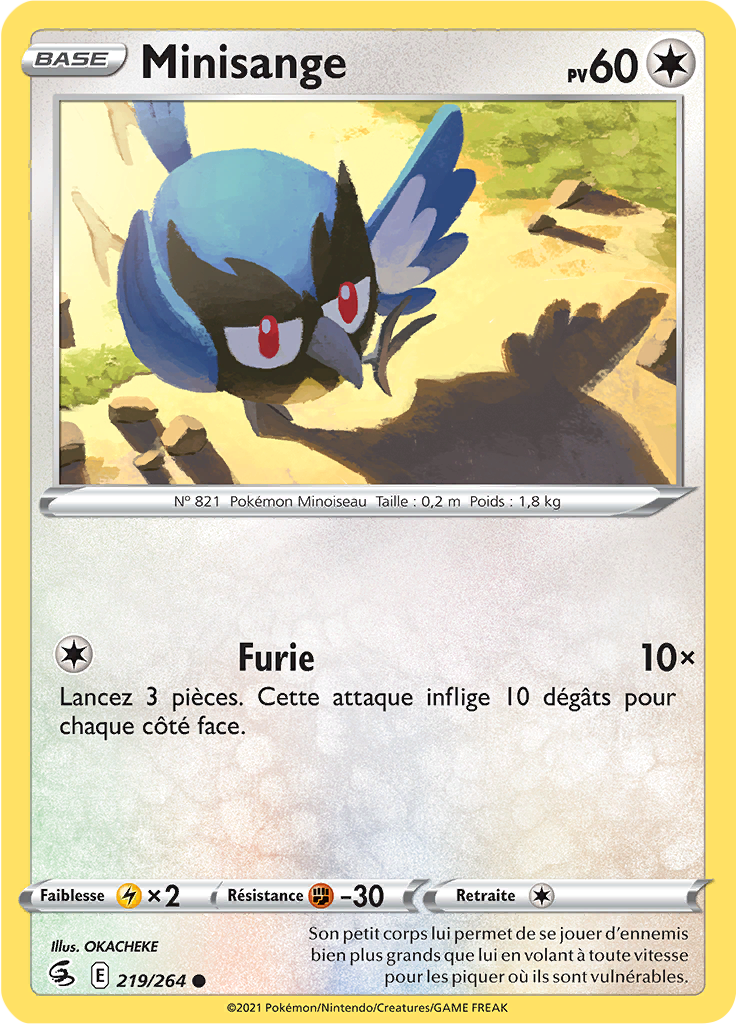 BASE Minisange PV60
N° 821 Pokémon Minoiseau Taille : 0,2 m Poids : 1,8 kg
Furie 10×
Lancez 3 pièces. Cette attaque inflige 10 dégâts pour
chaque côté face.
Faiblesse ×2 Résistance -30 Retraite
Illus. OKACHEKE
E 219/264
Son petit corps lui permet de se jouer d'ennemis
bien plus grands que lui en volant à toute vitesse
pour les piquer où ils sont vulnérables.
©2021 Pokémon/Nintendo/Creatures/GAME FREAK